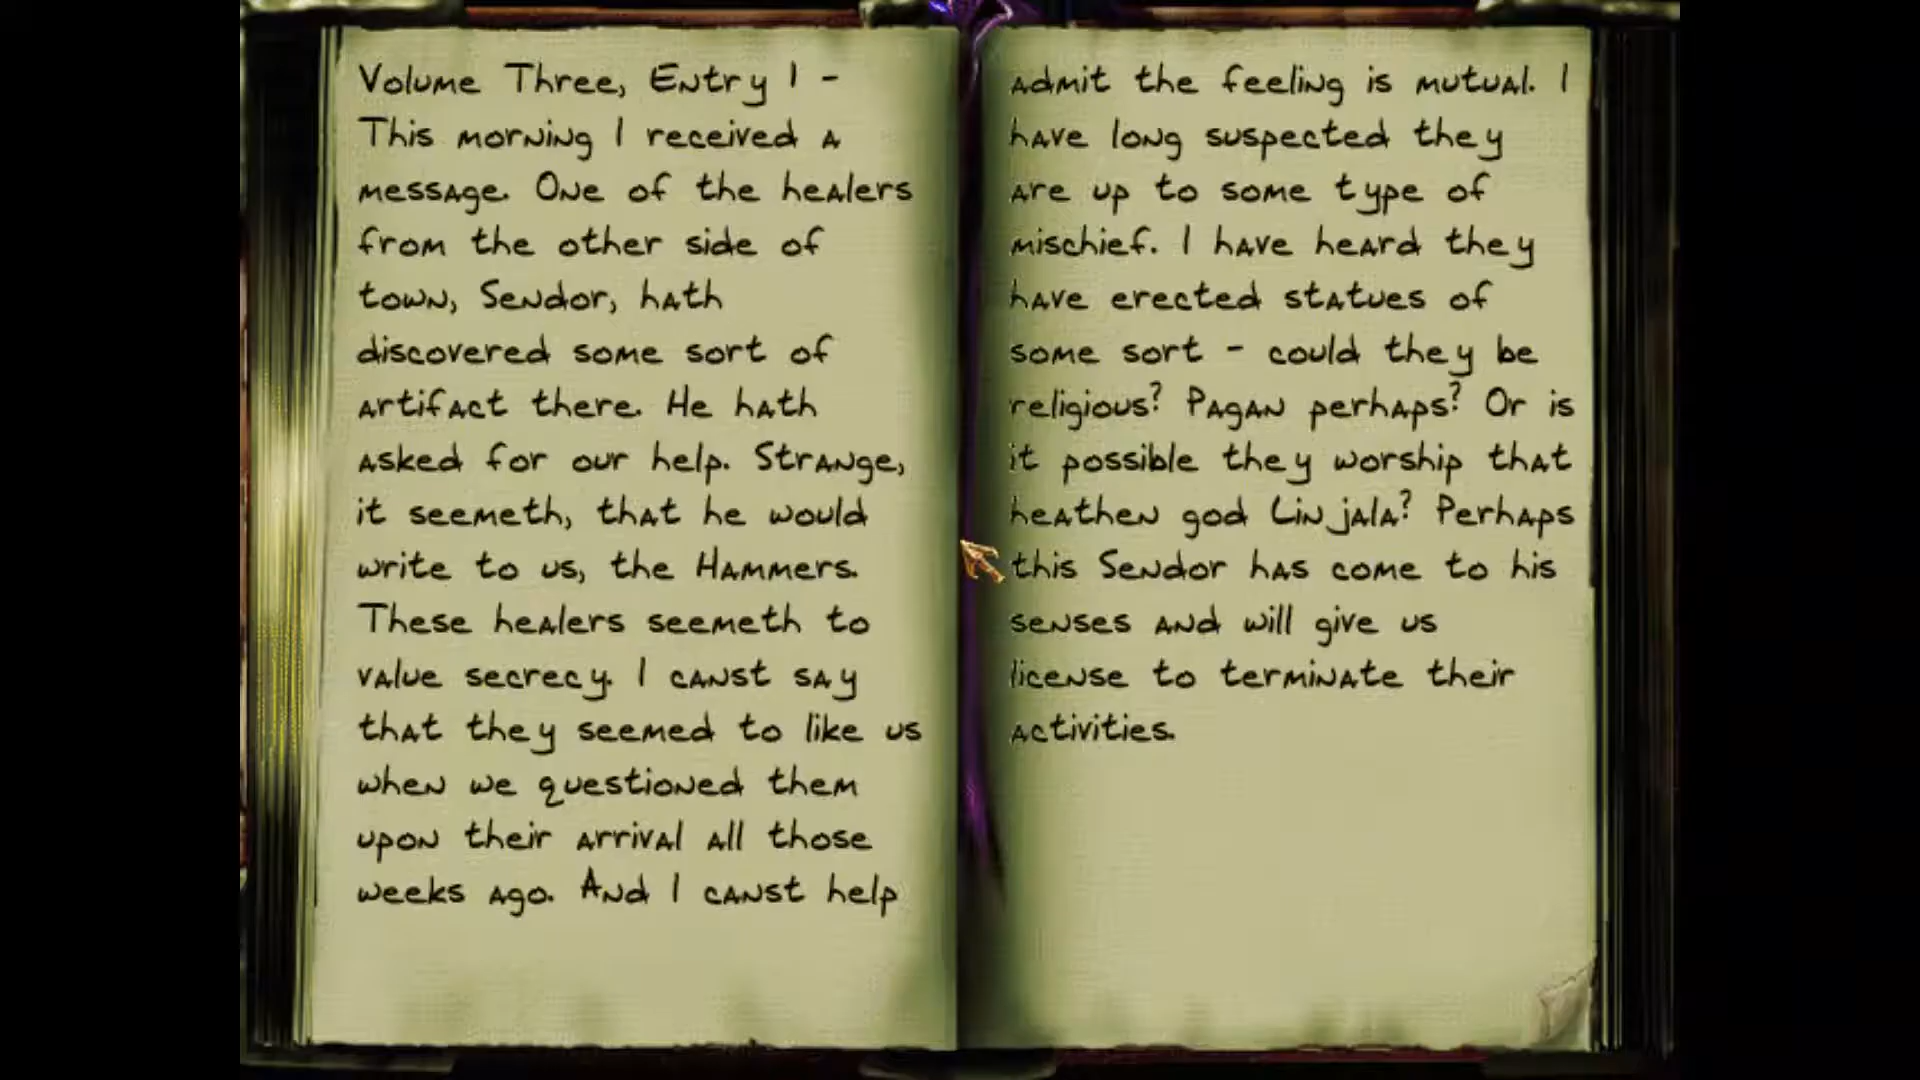 Volume Three, Entry 1 -
This morning I received a
message. One of the healers
from the other side of
town, Sendor, hath
discovered some sort of
artifact there. He hath
asked for our help. Strange,
it seemeth, that he would
write to us, the Hammers.
These healers seemeth to
value secrecy. I canst say
that they seemed to like us
when we questioned them
upon their arrival all those
weeks ago. And I canst help
admit the feeling is mutual. I
have long suspected they
are up to some type of
mischief. I have heard they
have erected statues of
some sort - could they be
religious? Pagan perhaps? Or is
it possible they worship that
heathen god Linjala? Perhaps
this Sendor has come to his
senses and will give us
license to terminate their
activities.